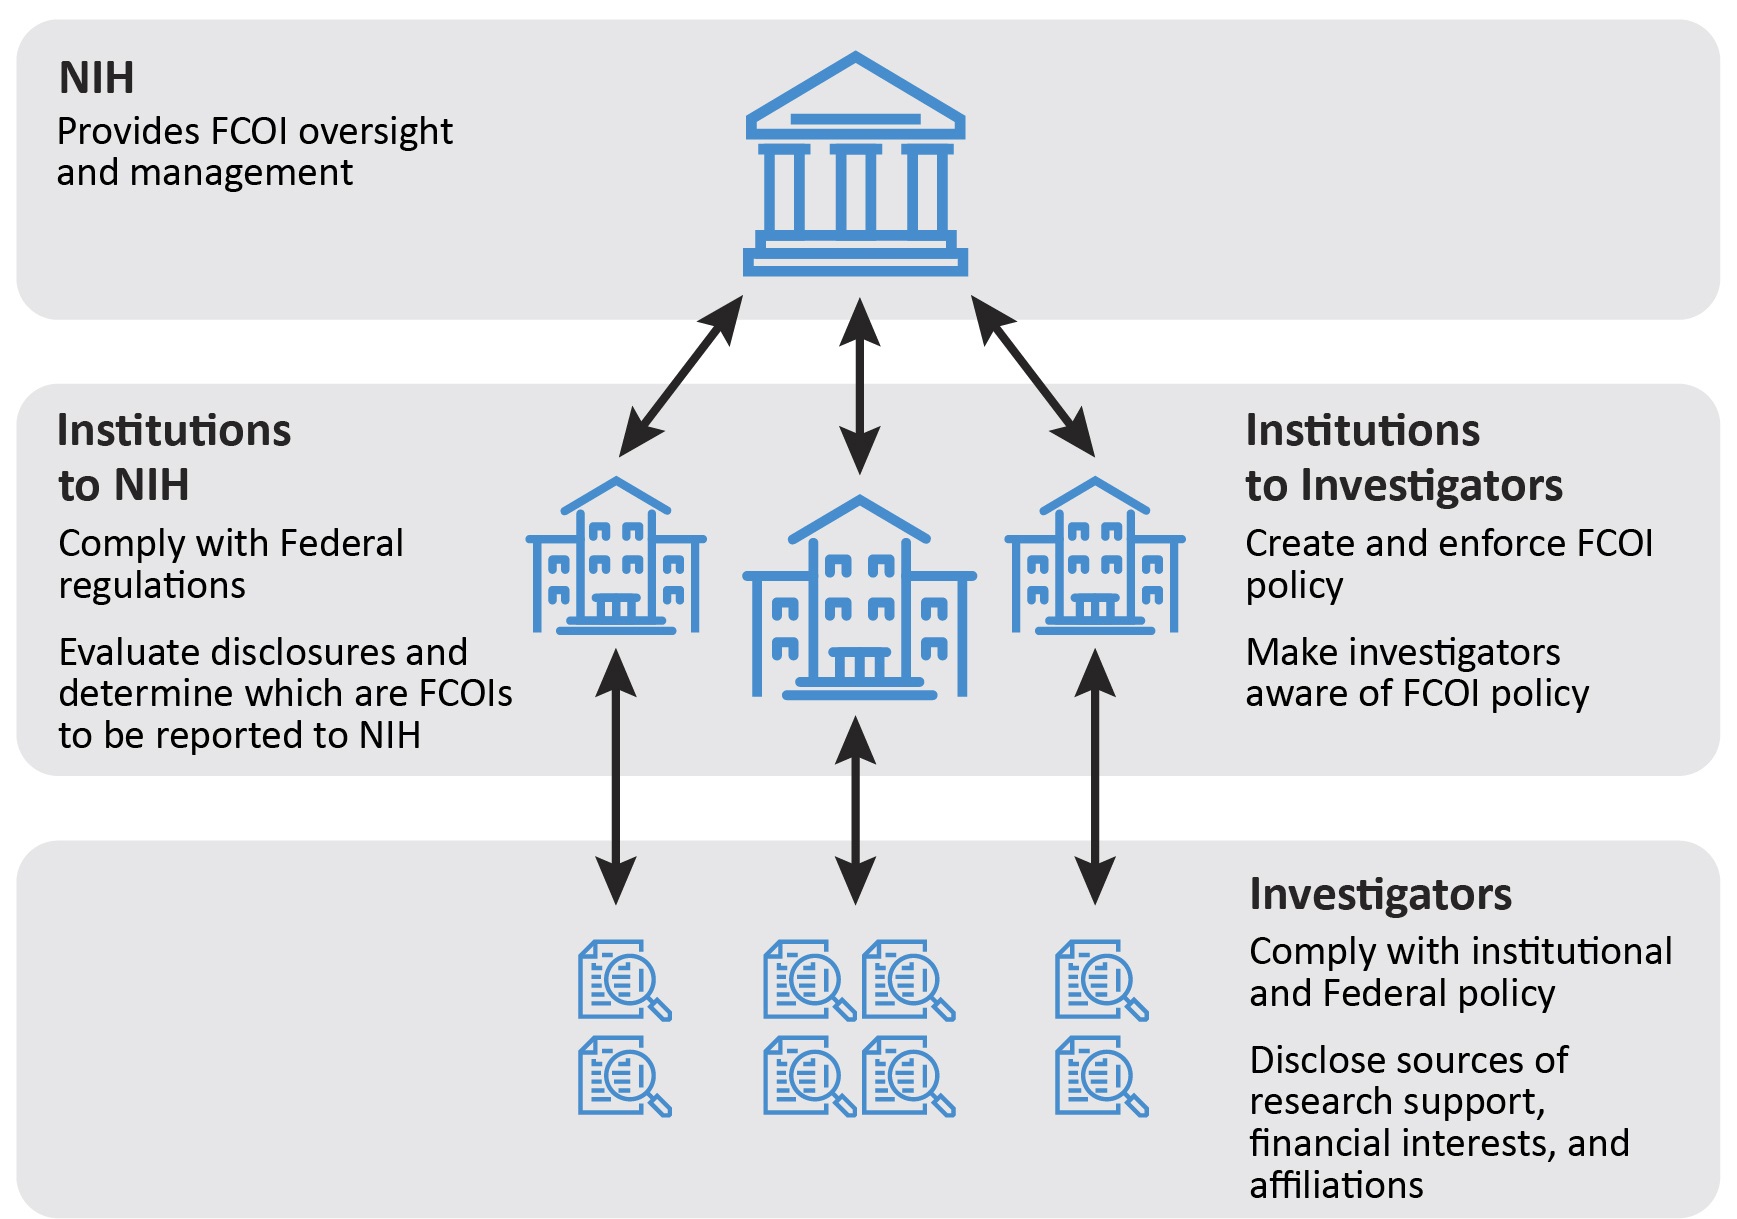 NIH
Provides FCOI oversight
and management
Institutions
to NIH
Comply with Federal
regulations
Evaluate disclosures and
determine which are FCOIs
to be reported to NIH
Institutions
to Investigators
Create and enforce FCOI
policy
Make investigators
aware of FCOI policy
Investigators
Comply with institutional
and Federal policy
Disclose sources of
research support,
financial interests, and
affiliations